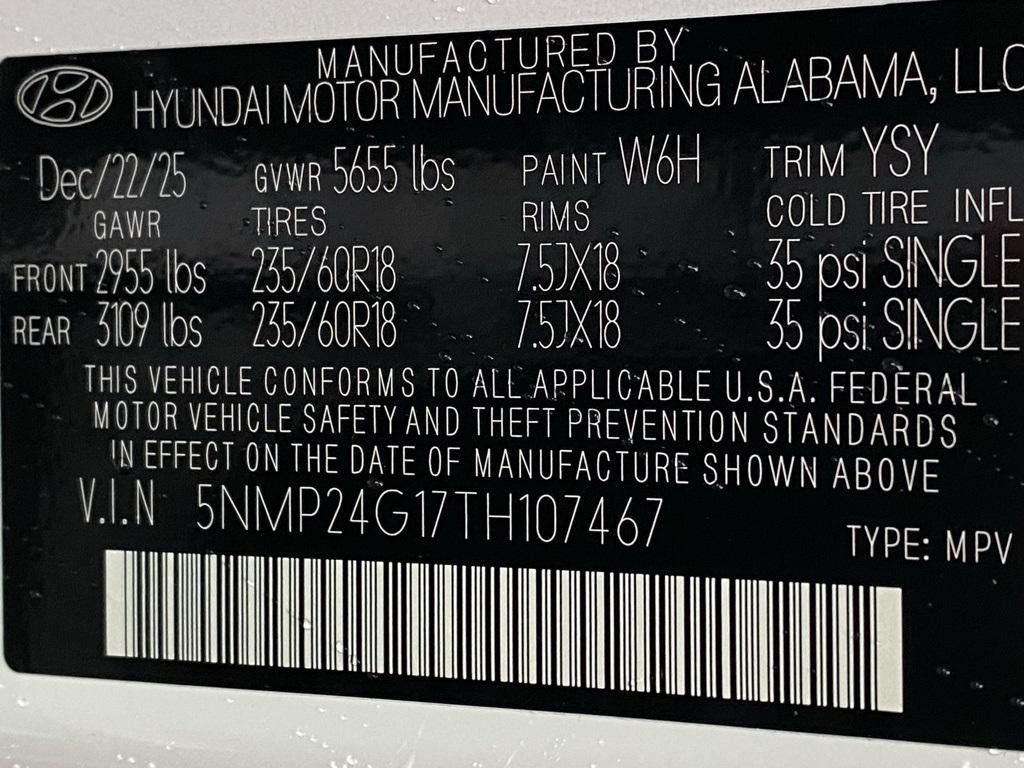 MANUFACTURED BY
HYUNDAI MOTOR MANUFACTURING ALABAMA, LLC
Dec/22/25 GVWR 5655 lbs PAINT W6H TRIM YSY
GAWR TIRES RIMS COLD TIRE INFL
FRONT 2955 lbs 235/60R18 7.5JX18 35 psi SINGLE
REAR 3109 lbs 235/60R18 7.5JX18 35 psi SINGLE
THIS VEHICLE CONFORMS TO ALL APPLICABLE U.S.A. FEDERAL
MOTOR VEHICLE SAFETY AND THEFT PREVENTION STANDARDS
IN EFFECT ON THE DATE OF MANUFACTURE SHOWN ABOVE
V.I.N 5NMP24G17TH107467
TYPE: MPV